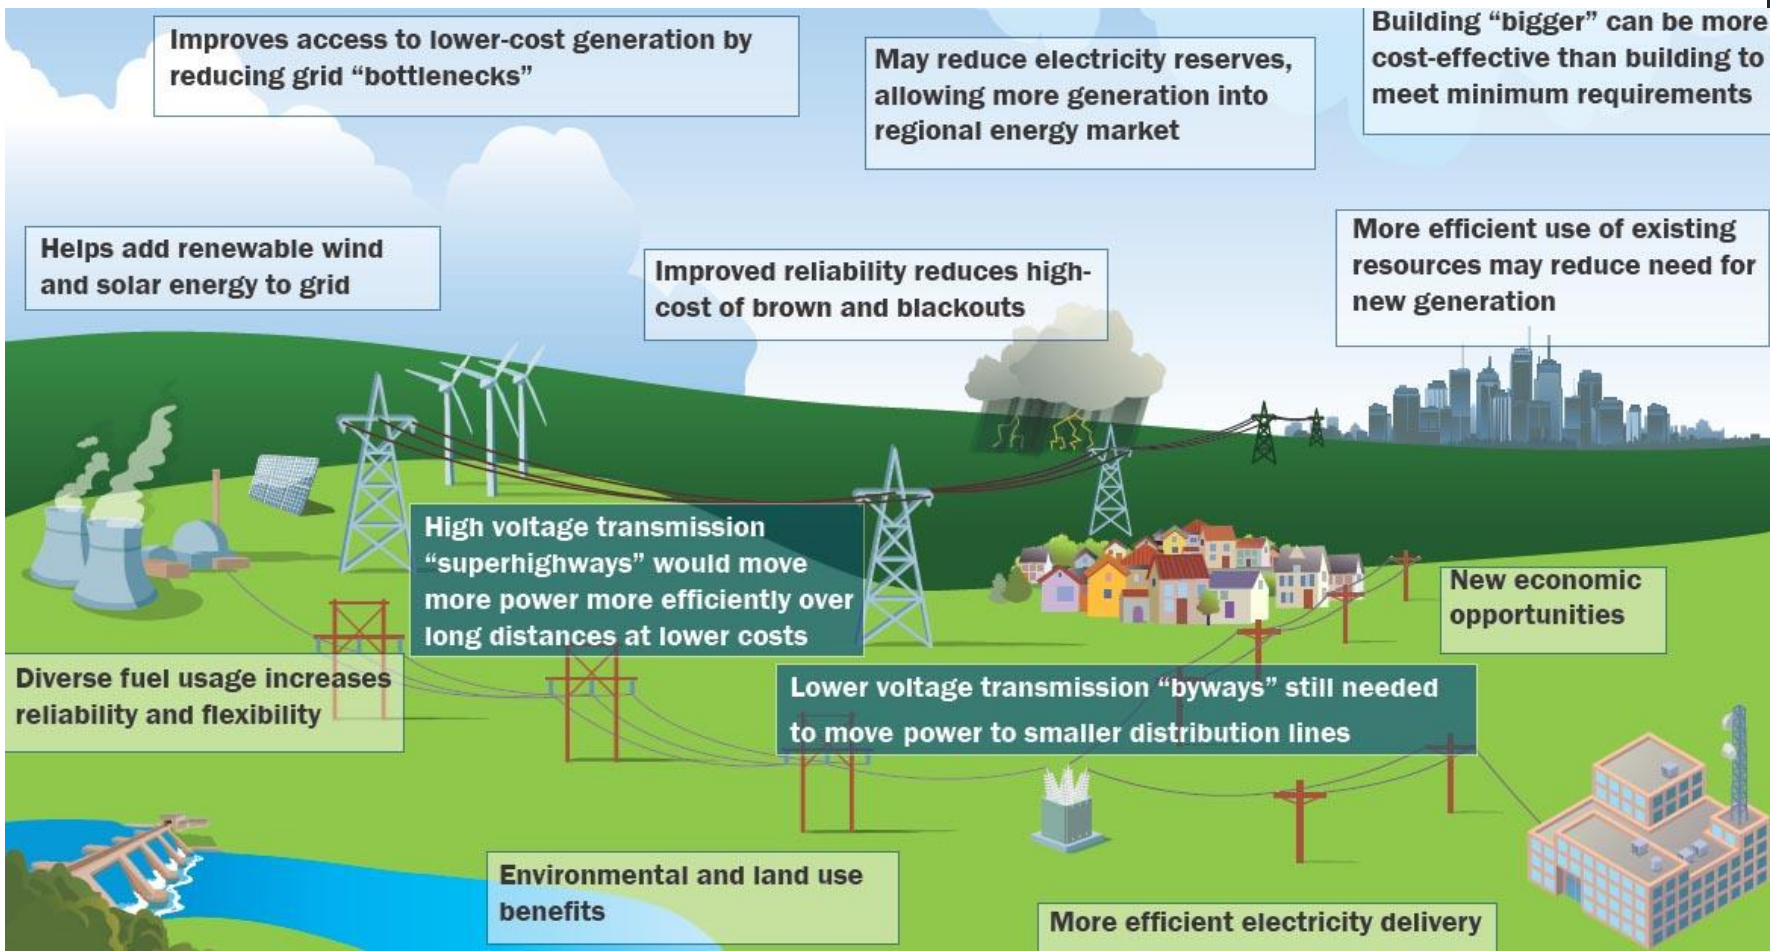 Improves access to lower-cost generation by
reducing grid “bottlenecks”
May reduce electricity reserves,
allowing more generation into
regional energy market
Building “bigger” can be more
cost-effective than building to
meet minimum requirements
Helps add renewable wind
and solar energy to grid
Improved reliability reduces high-
cost of brown and blackouts
More efficient use of existing
resources may reduce need for
new generation
High voltage transmission
“superhighways” would move
more power more efficiently over
long distances at lower costs
New economic
opportunities
Diverse fuel usage increases
reliability and flexibility
Lower voltage transmission “byways” still needed
to move power to smaller distribution lines
Environmental and land use
benefits
More efficient electricity delivery